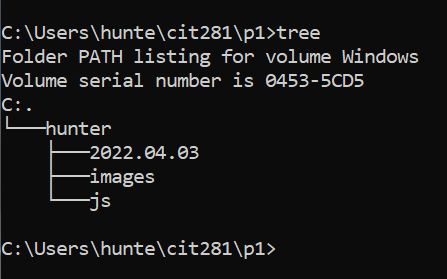 C:\Users\hunte\cit281\p1>tree
Folder PATH listing for volume Windows
Volume serial number is 0453-5CD5
C:.
└───hunter
    ├───2022.04.03
    ├───images
    └───js
C:\Users\hunte\cit281\p1>